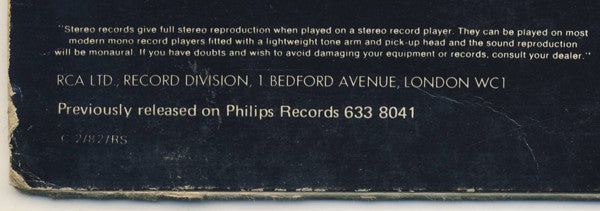 "Stereo records give full stereo reproduction when played on a stereo record player. They can be played on most
modern mono record players fitted with a lightweight tone arm and pick-up head and the sound reproduction
will be monaural. If you have doubts and wish to avoid damaging your equipment or records, consult your dealer."
RCA LTD., RECORD DIVISION, 1 BEDFORD AVENUE, LONDON WC1
Previously released on Philips Records 633 8041